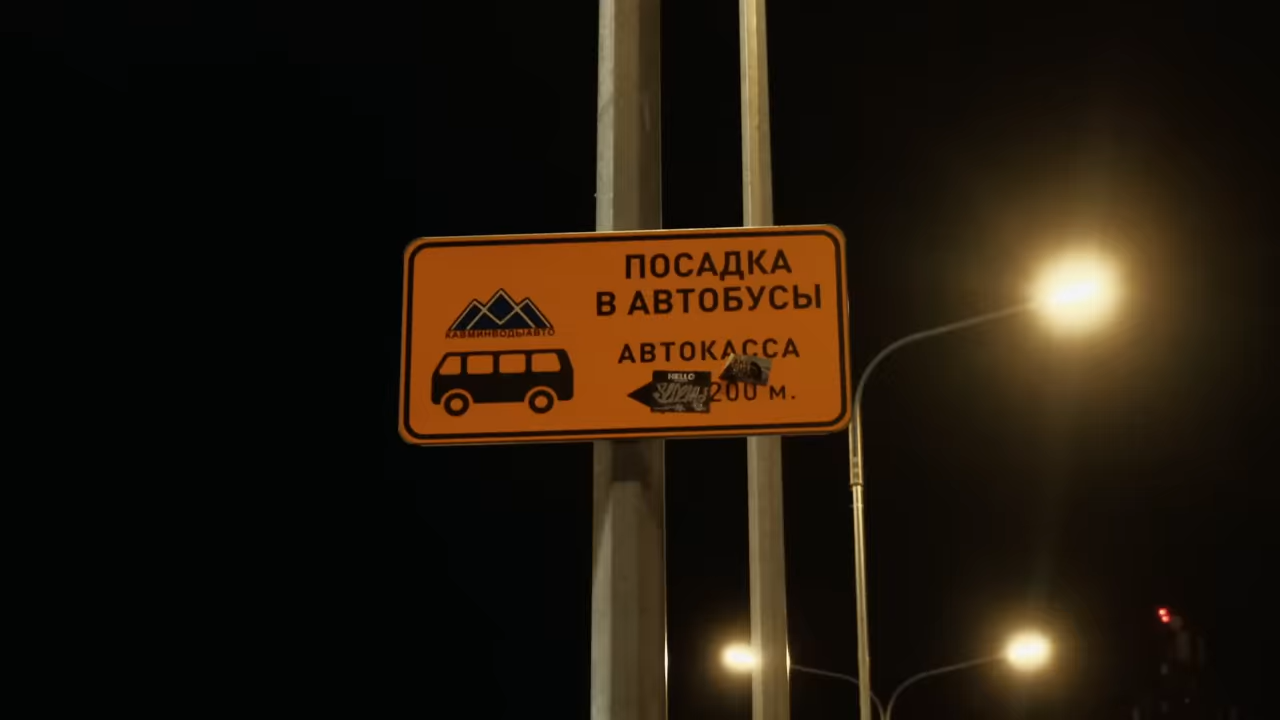 ПОСАДКА
В АВТОБУСЫ
КАВМИНВОДЫАВТО
АВТОКАССА
HELLO
200 м.